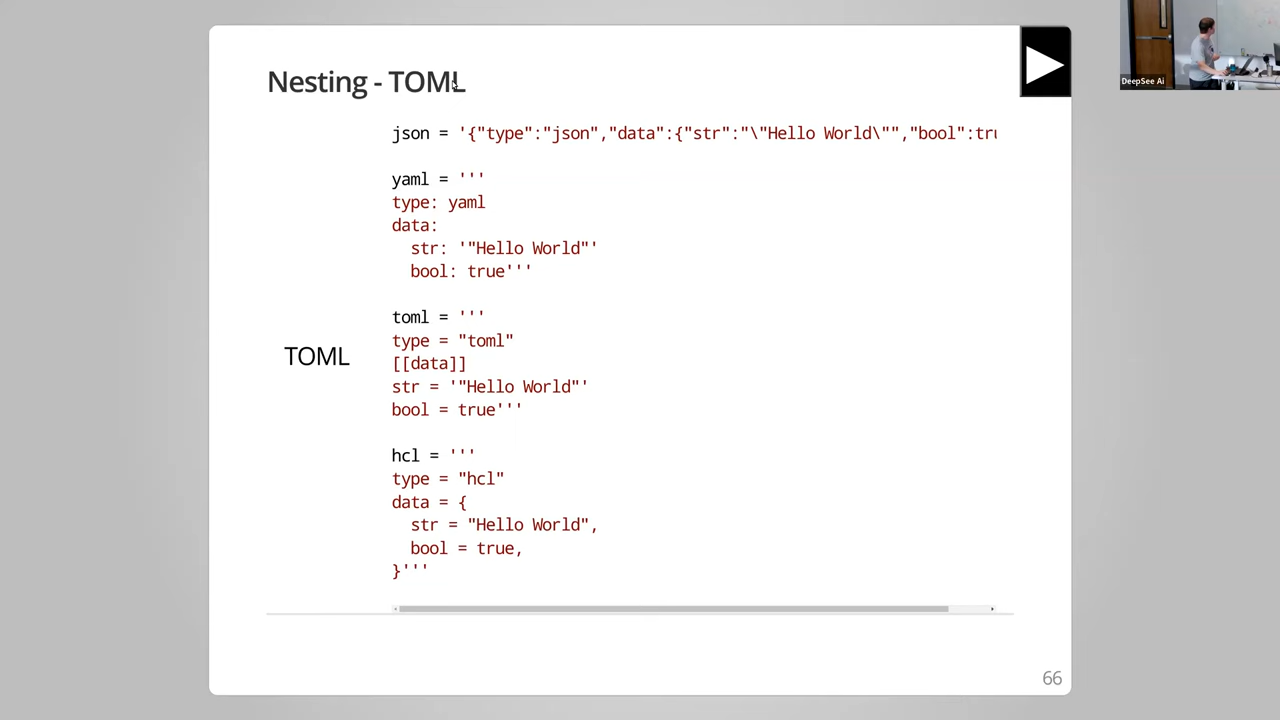 Nesting - TOML
DeepSee Ai
json = '{"type":"json","data":{"str":"\"Hello World\"","bool":tru
yaml = '''
type: yaml
data:
  str: '"Hello World"'
  bool: true'''
toml = '''
type = "toml"
[[data]]
str = '"Hello World"'
bool = true'''
TOML
hcl = '''
type = "hcl"
data = {
  str = "Hello World",
  bool = true,
}'''
66